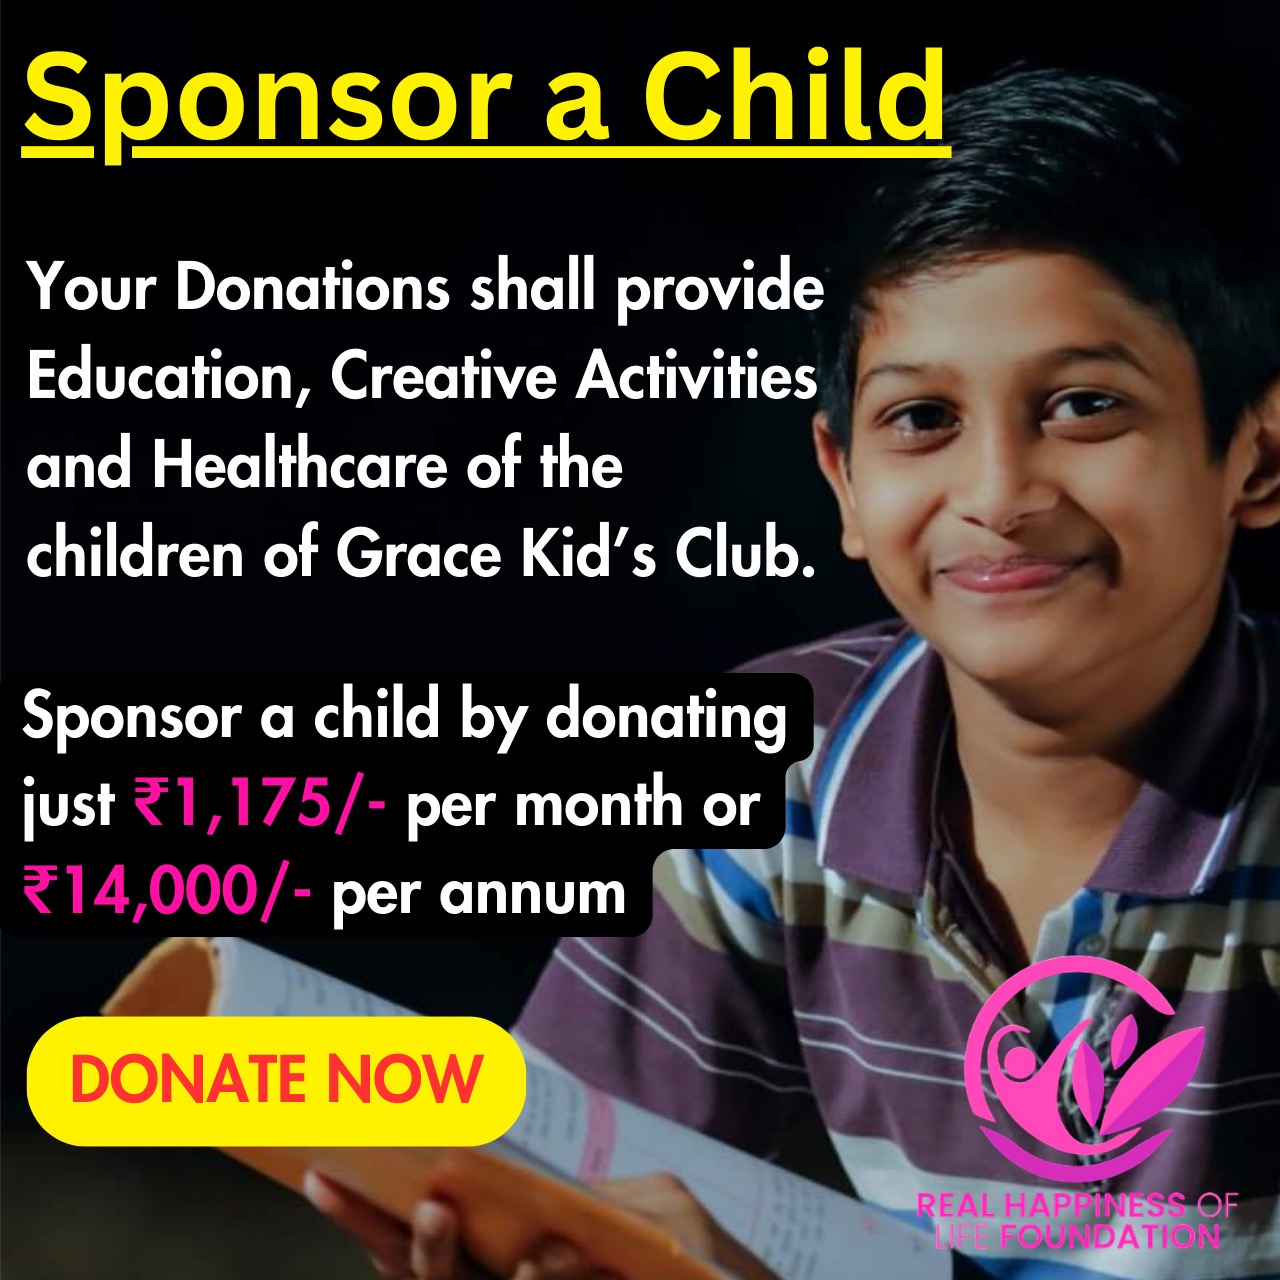 Sponsor a Child
Your Donations shall provide
Education, Creative Activities
and Healthcare of the
children of Grace Kid’s Club.
Sponsor a child by donating
just ₹1,175/- per month or
₹14,000/- per annum
DONATE NOW
REAL HAPPINESS OF
LIFE FOUNDATION